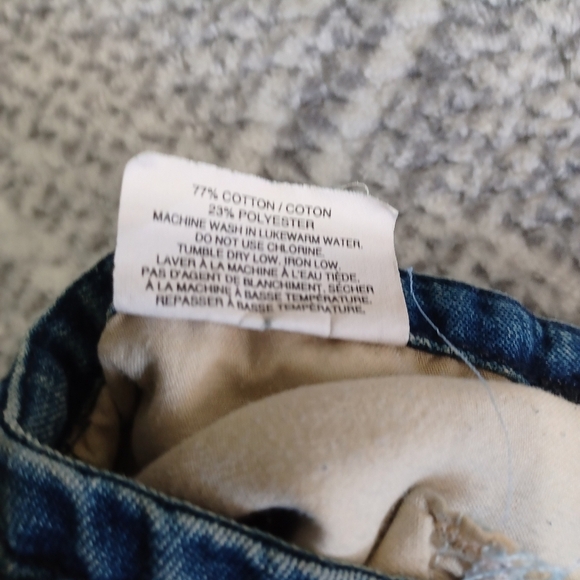 77% COTTON / COTON
23% POLYESTER
MACHINE WASH IN LUKEWARM WATER.
DO NOT USE CHLORINE.
TUMBLE DRY LOW, IRON LOW.
LAVER À LA MACHINE À L'EAU TIÈDE,
PAS D'AGENT DE BLANCHIMENT, SÉCHER
À LA MACHINE À BASSE TEMPÉRATURE.
REPASSER À BASSE TEMPÉRATURE.